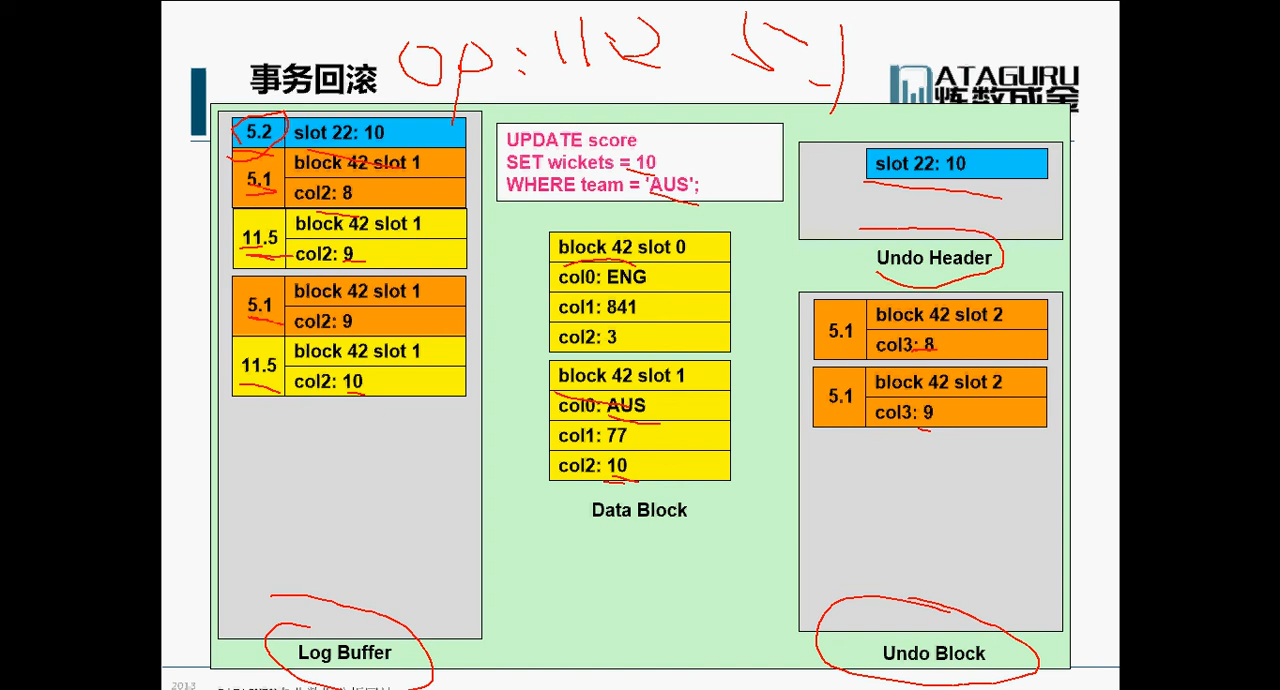 op: 112 5.1
事务回滚
ATAGURU
炼数成金
5.2 slot 22: 10
5.1 block 42 slot 1
col2: 8
11.5 block 42 slot 1
col2: 9
5.1 block 42 slot 1
col2: 9
11.5 block 42 slot 1
col2: 10
Log Buffer
UPDATE score
SET wickets = 10
WHERE team = 'AUS';
block 42 slot 0
col0: ENG
col1: 841
col2: 3
block 42 slot 1
col0: AUS
col1: 77
col2: 10
Data Block
slot 22: 10
Undo Header
5.1 block 42 slot 2
col3: 8
5.1 block 42 slot 2
col3: 9
Undo Block
2013